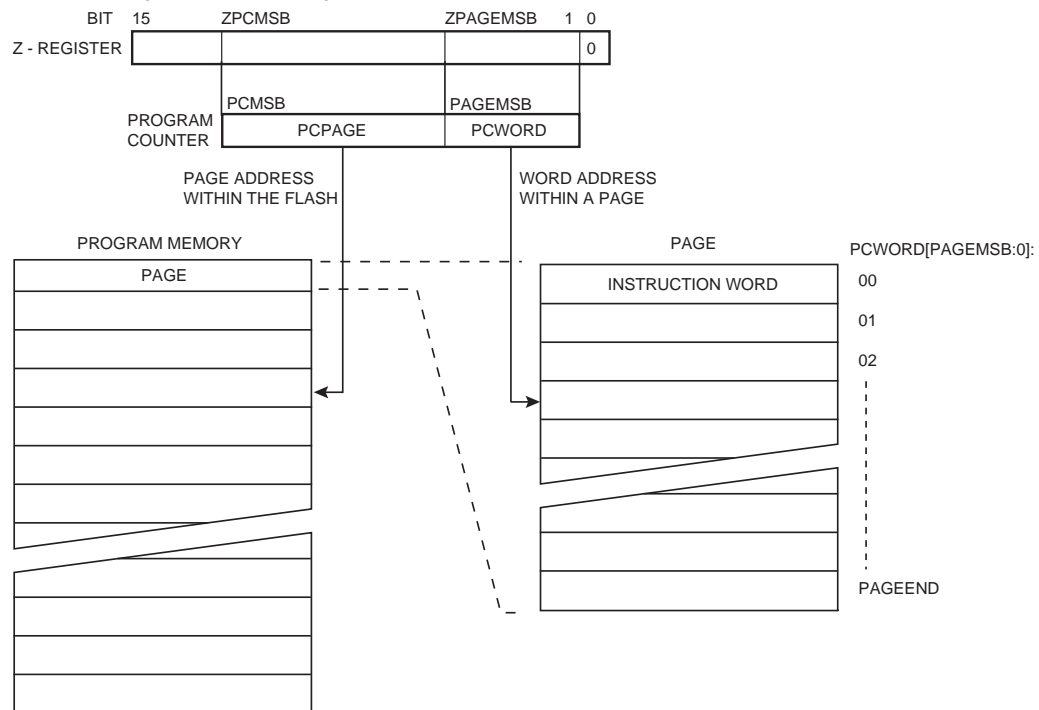 BIT 15 ZPCMSB ZPAGEMSB 1 0
Z - REGISTER 0
PCMSB PAGEMSB
PROGRAM
COUNTER
PCPAGE PCWORD
PAGE ADDRESS
WITHIN THE FLASH
WORD ADDRESS
WITHIN A PAGE
PROGRAM MEMORY
PAGE
PAGE
INSTRUCTION WORD
PCWORD[PAGEMSB:0]:
00
01
02
PAGEEND